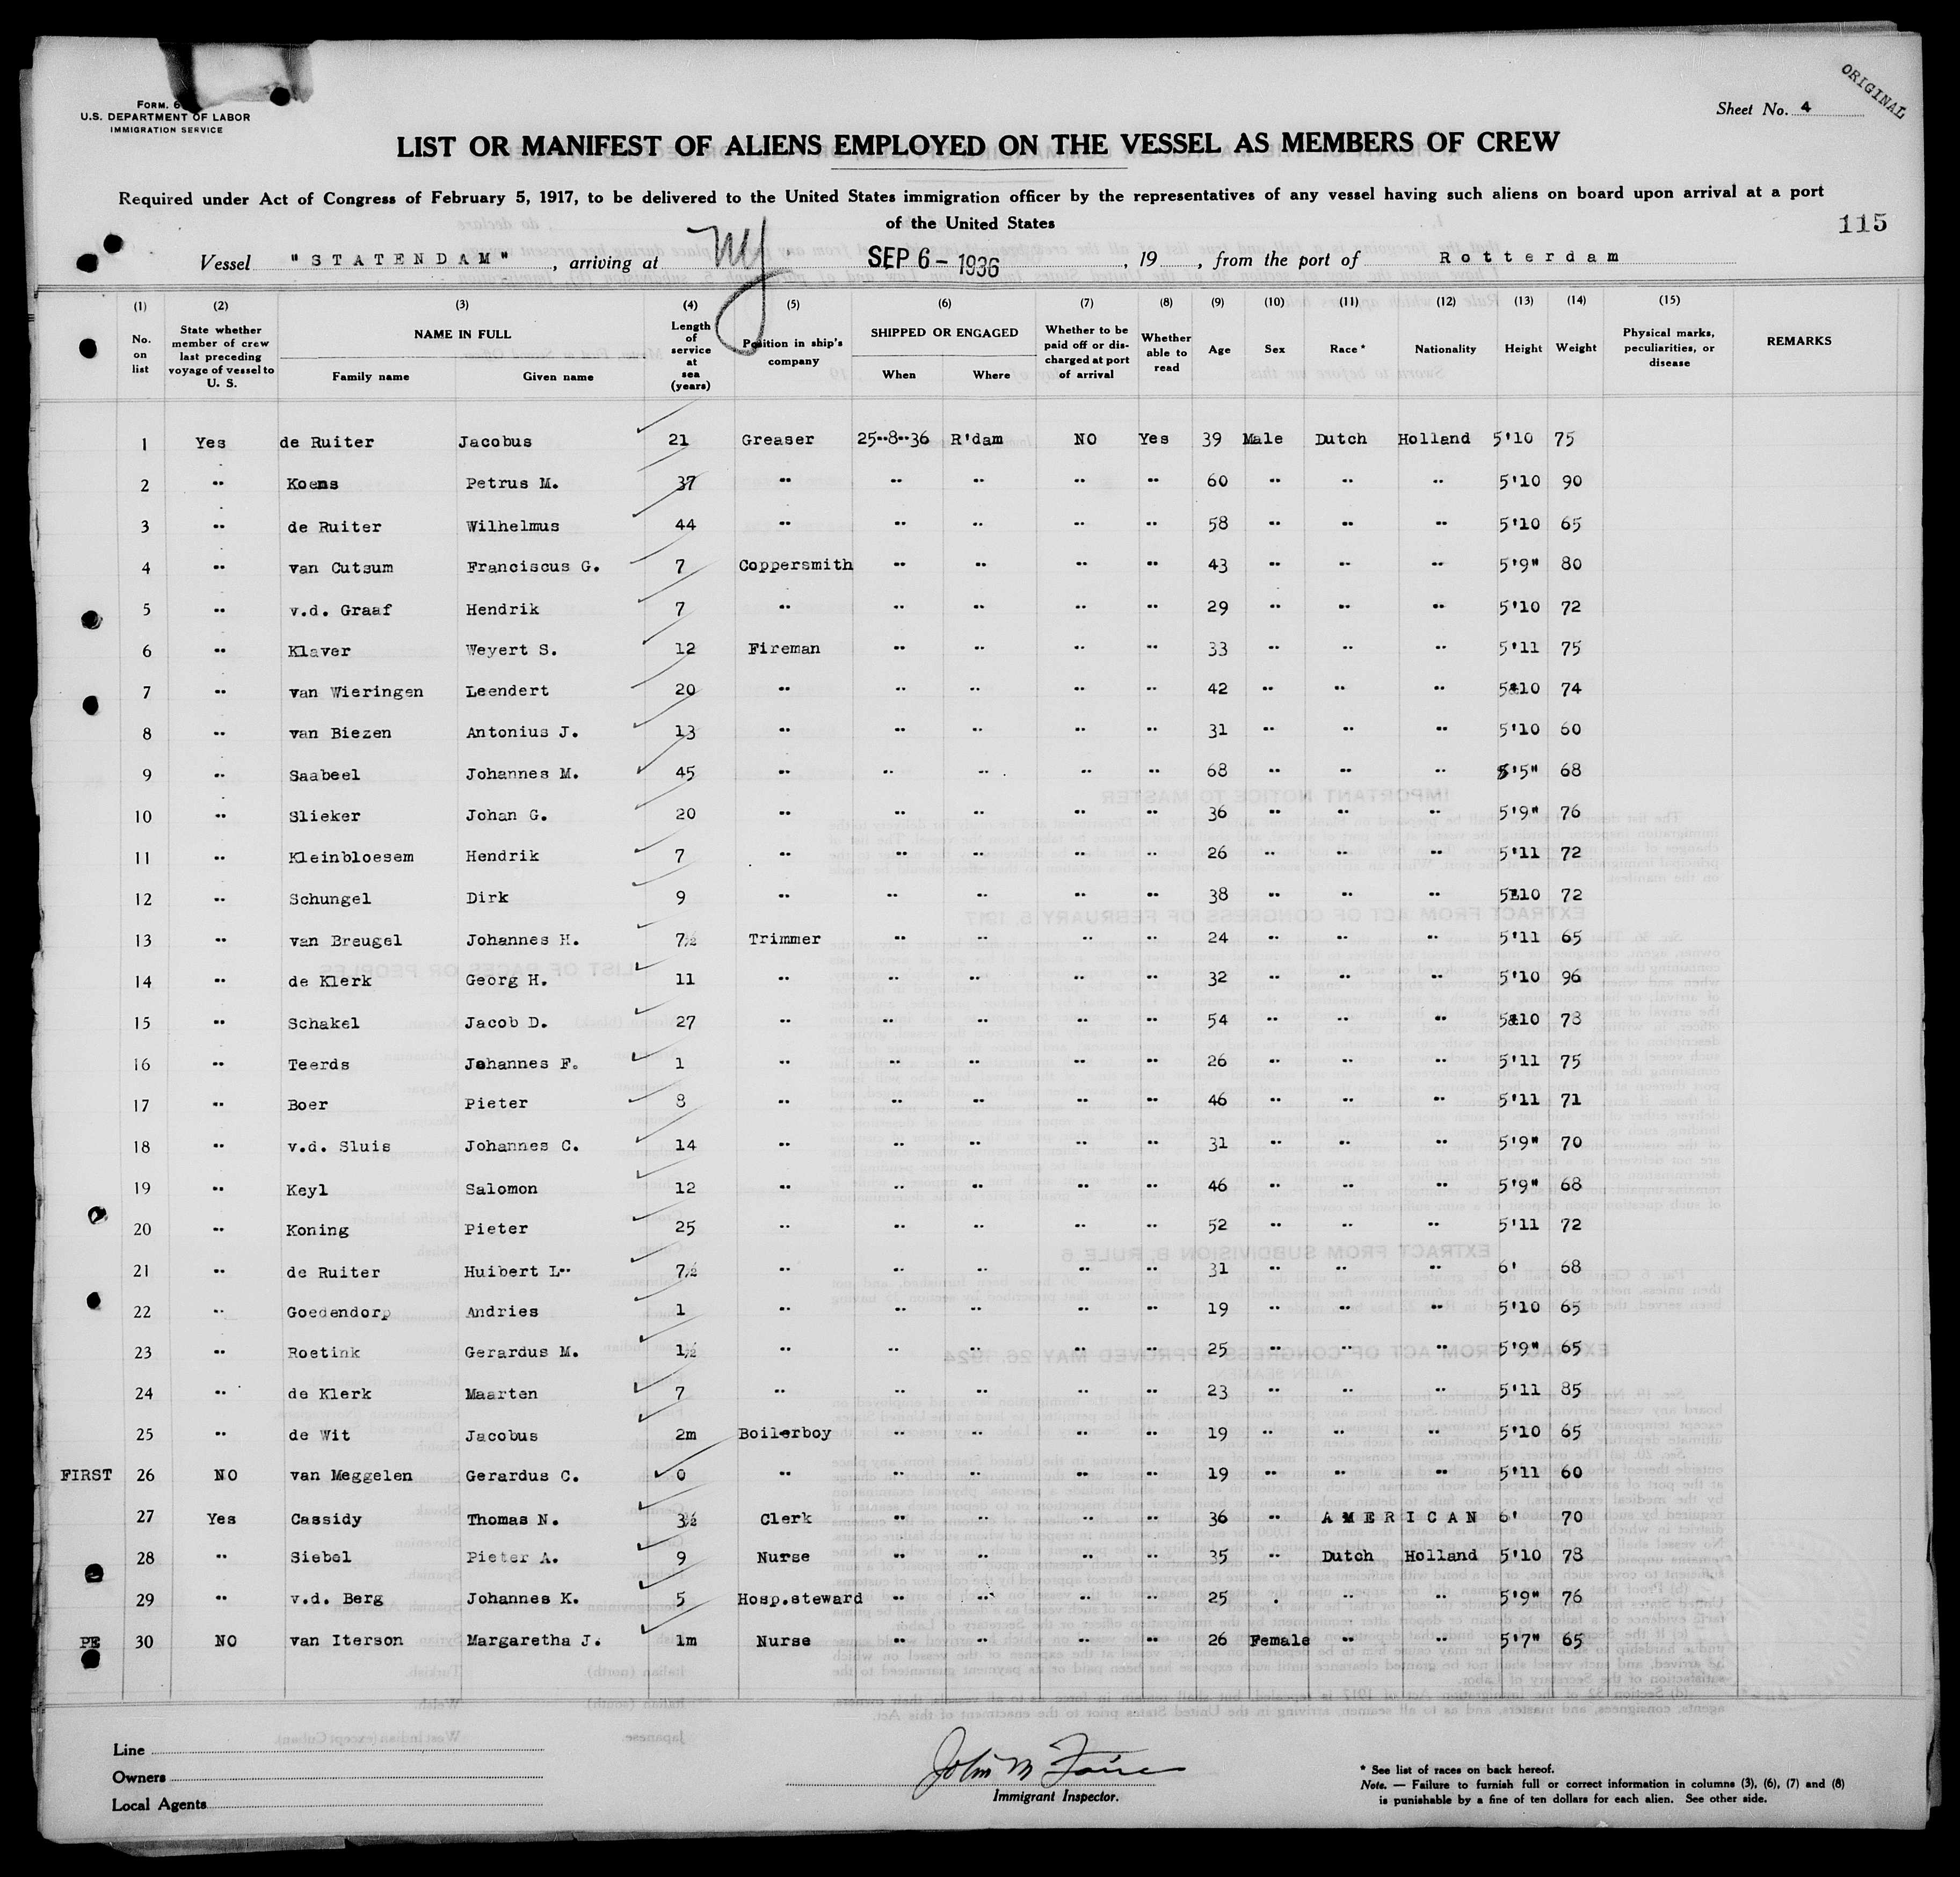 ORIGINAL
U.S. DEPARTMENT OF LABOR
IMMIGRATION SERVICE
Sheet No. 4
LIST OR MANIFEST OF ALIENS EMPLOYED ON THE VESSEL AS MEMBERS OF CREW
Required under Act of Congress of February 5, 1917, to be delivered to the United States immigration officer by the representatives of any vessel having such aliens on board upon arrival at a port
of the United States
115
Vessel "STATENDAM", arriving at NY SEP 6 - 1936, 19 , from the port of Rotterdam
(1) (2) (3) (4) (5) (6) (7) (8) (9) (10) (11) (12) (13) (14) (15)
No. on list State whether member of crew last preceding voyage of vessel to U. S. NAME IN FULL Family name Given name Length of service at sea (years) Position in ship's company SHIPPED OR ENGAGED When Where Whether to be paid off or discharged at port of arrival Whether able to read Age Sex Race* Nationality Height Weight Physical marks, peculiarities, or disease REMARKS
1 Yes de Ruiter Jacobus 21 Greaser 25--8--36 R'dam NO Yes 39 Male Dutch Holland 5'10 75
2 " Koens Petrus M. 37 " " " " " 60 " " " 5'10 90
3 " de Ruiter Wilhelmus 44 " " " " " 58 " " " 5'10 65
4 " van Cutsum Franciscus G. 7 Coppersmith " " " " 43 " " " 5'9" 80
5 " v.d. Graaf Hendrik 7 " " " " " 29 " " " 5'10 72
6 " Klaver Weyert S. 12 Fireman " " " " 33 " " " 5'11 75
7 " van Wieringen Leendert 20 " " " " " 42 " " " 5'10 74
8 " van Biezen Antonius J. 13 " " " " " 31 " " " 5'10 60
9 " Saabeel Johannes M. 45 " " " " " 68 " " " 5'5" 68
10 " Slieker Johan G. 20 " " " " " 36 " " " 5'9" 76
11 " Kleinbloesem Hendrik 7 " " " " " 26 " " " 5'11 72
12 " Schungel Dirk 9 " " " " " 38 " " " 5'10 72
13 " van Breugel Johannes H. 7½ Trimmer " " " " 24 " " " 5'11 65
14 " de Klerk Georg H. 11 " " " " " 32 " " " 5'10 96
15 " Schakel Jacob D. 27 " " " " " 54 " " " 5'10 78
16 " Teerds Johannes F. 1 " " " " " 26 " " " 5'11 75
17 " Boer Pieter 8 " " " " " 46 " " " 5'11 71
18 " v.d. Sluis Johannes C. 14 " " " " " 31 " " " 5'9" 70
19 " Keyl Salomon 12 " " " " " 46 " " " 5'9" 68
20 " Koning Pieter 25 " " " " " 52 " " " 5'11 72
21 " de Ruiter Huibert L" 7½ " " " " " 31 " " " 6' 68
22 " Goedendorp Andries 1 " " " " " 19 " " " 5'10 65
23 " Roetink Gerardus M. 1½ " " " " " 25 " " " 5'9" 65
24 " de Klerk Maarten 7 " " " " " 23 " " " 5'11 85
25 " de Wit Jacobus 2m Boilerboy " " " " 19 " " " 5'10 65
FIRST 26 NO van Meggelen Gerardus C. 0 " " " " " 19 " " " 5'11 60
27 Yes Cassidy Thomas N. 3½ Clerk " " " " 36 " AMERICAN 6' 70
28 " Siebel Pieter A. 9 Nurse " " " " 35 " Dutch Holland 5'10 78
29 " v.d. Berg Johannes K. 5 Hosp.steward " " " " 25 . " " 5'9" 76
PE 30 NO van Iterson Margaretha J. 1m Nurse " " " " 26 Female " " 5'7" 65
Line
Owners
Local Agents
John M
Immigrant Inspector.
* See list of races on back hereof.
Note. — Failure to furnish full or correct information in columns (3), (6), (7) and (8)
is punishable by a fine of ten dollars for each alien. See other side.